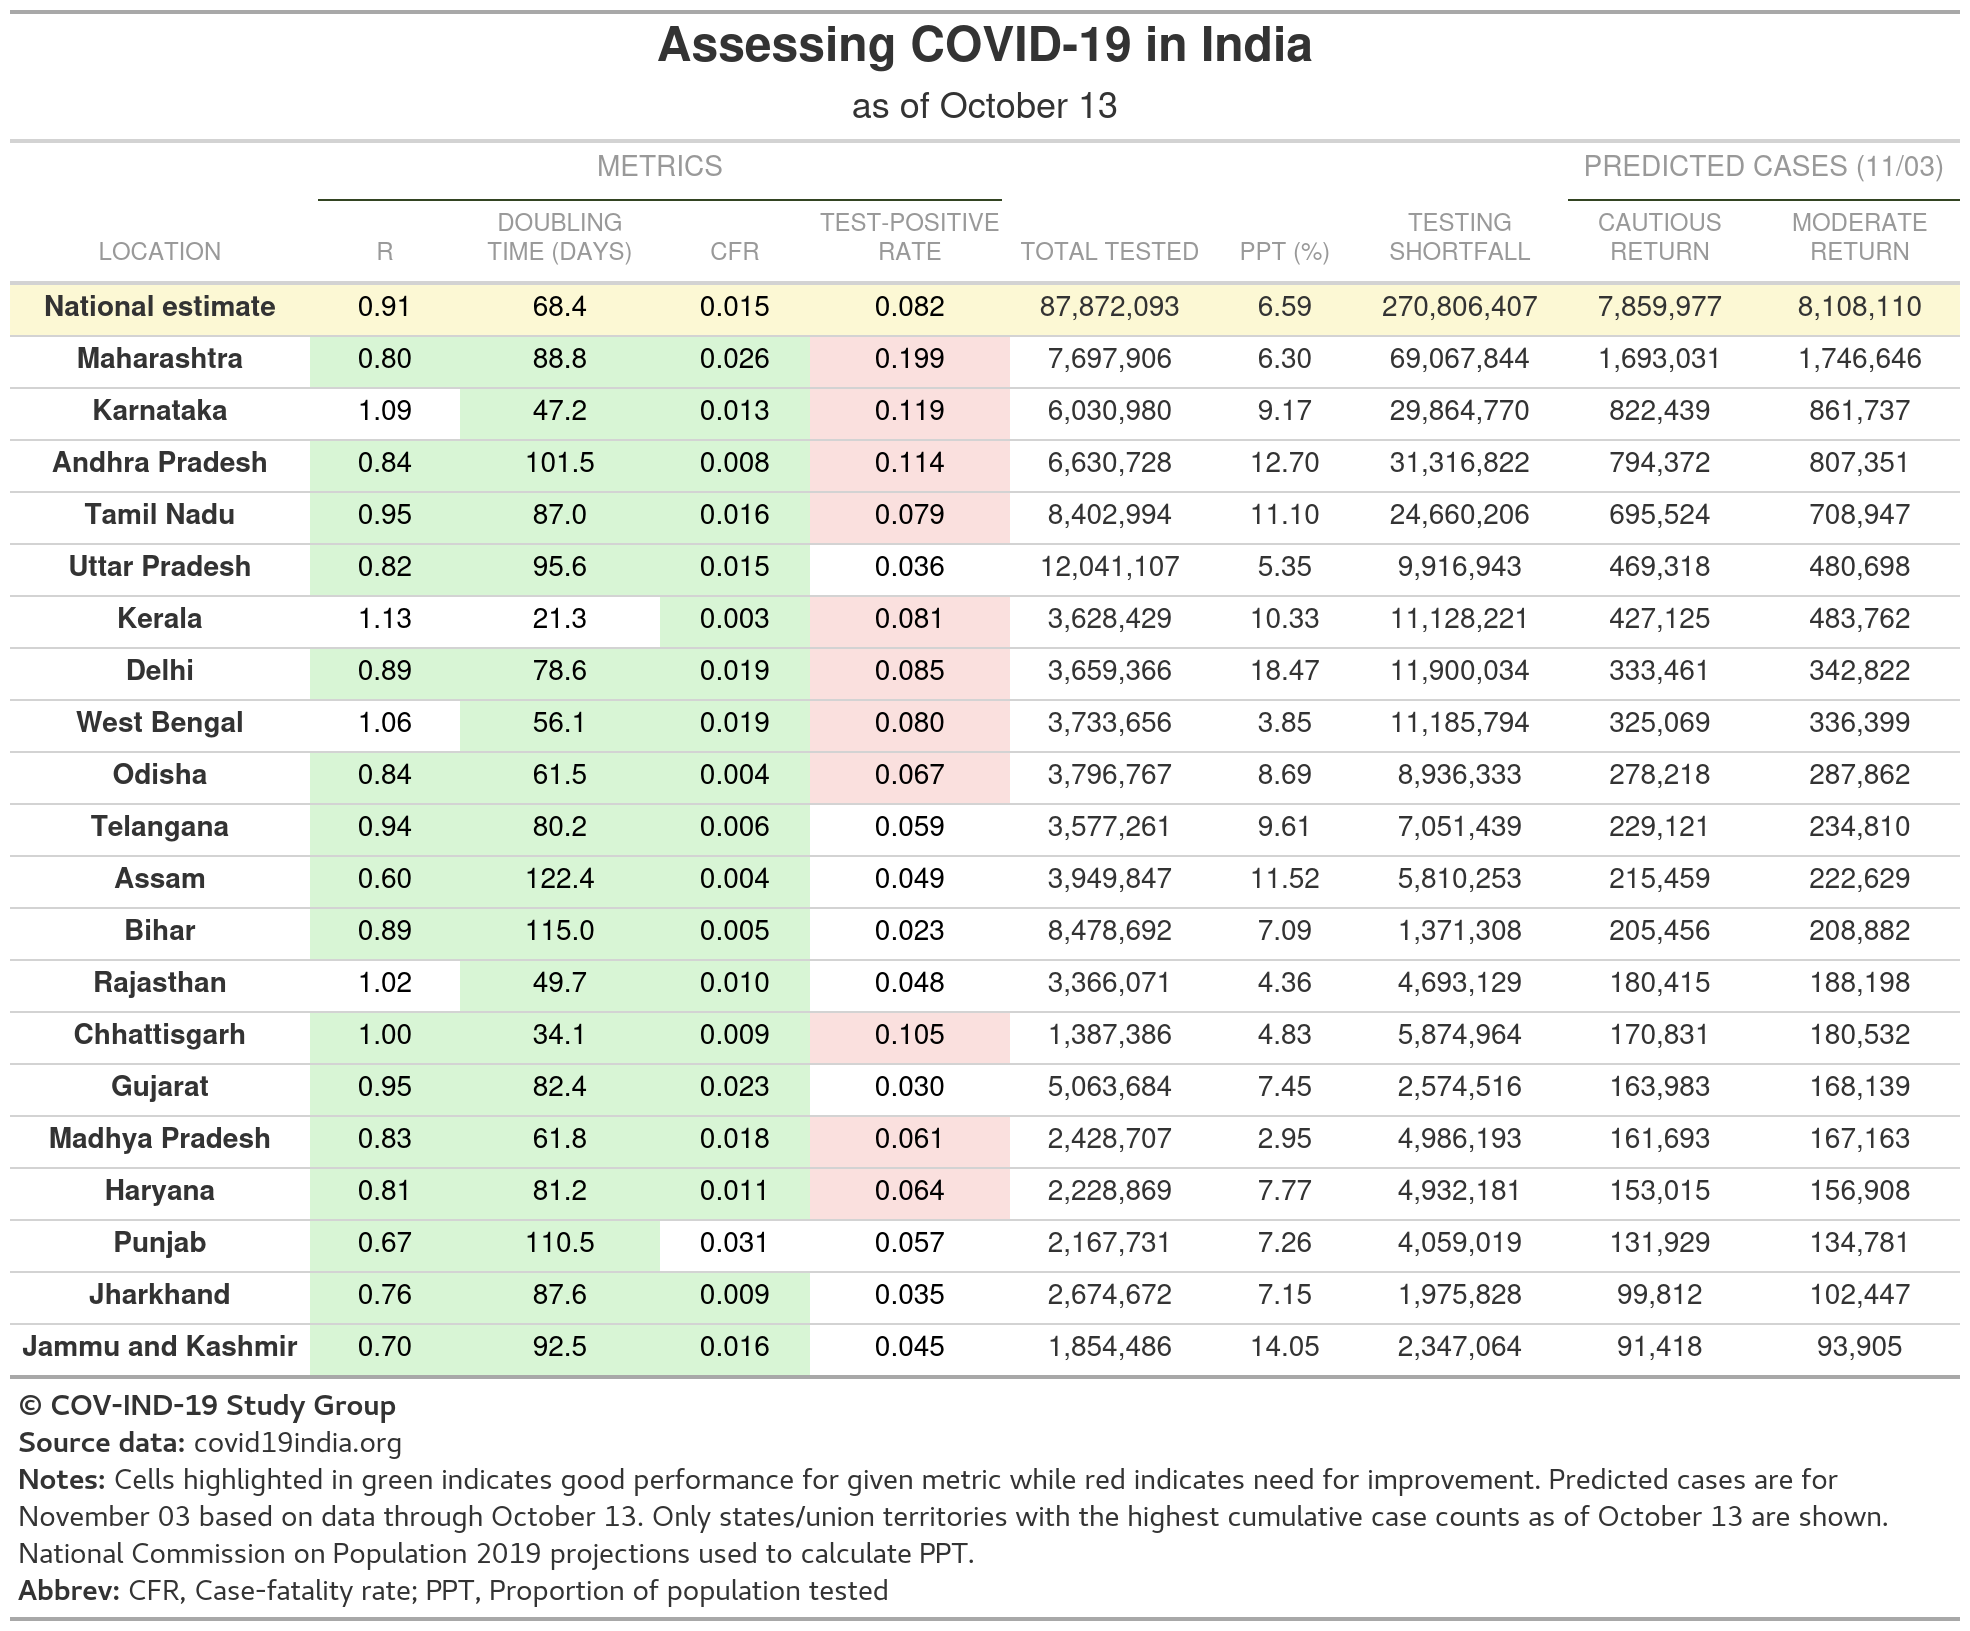 Assessing COVID-19 in India
as of October 13
METRICS PREDICTED CASES (11/03)
LOCATION R DOUBLING TIME (DAYS) CFR TEST-POSITIVE RATE TOTAL TESTED PPT (%) TESTING SHORTFALL CAUTIOUS RETURN MODERATE RETURN
National estimate 0.91 68.4 0.015 0.082 87,872,093 6.59 270,806,407 7,859,977 8,108,110
Maharashtra 0.80 88.8 0.026 0.199 7,697,906 6.30 69,067,844 1,693,031 1,746,646
Karnataka 1.09 47.2 0.013 0.119 6,030,980 9.17 29,864,770 822,439 861,737
Andhra Pradesh 0.84 101.5 0.008 0.114 6,630,728 12.70 31,316,822 794,372 807,351
Tamil Nadu 0.95 87.0 0.016 0.079 8,402,994 11.10 24,660,206 695,524 708,947
Uttar Pradesh 0.82 95.6 0.015 0.036 12,041,107 5.35 9,916,943 469,318 480,698
Kerala 1.13 21.3 0.003 0.081 3,628,429 10.33 11,128,221 427,125 483,762
Delhi 0.89 78.6 0.019 0.085 3,659,366 18.47 11,900,034 333,461 342,822
West Bengal 1.06 56.1 0.019 0.080 3,733,656 3.85 11,185,794 325,069 336,399
Odisha 0.84 61.5 0.004 0.067 3,796,767 8.69 8,936,333 278,218 287,862
Telangana 0.94 80.2 0.006 0.059 3,577,261 9.61 7,051,439 229,121 234,810
Assam 0.60 122.4 0.004 0.049 3,949,847 11.52 5,810,253 215,459 222,629
Bihar 0.89 115.0 0.005 0.023 8,478,692 7.09 1,371,308 205,456 208,882
Rajasthan 1.02 49.7 0.010 0.048 3,366,071 4.36 4,693,129 180,415 188,198
Chhattisgarh 1.00 34.1 0.009 0.105 1,387,386 4.83 5,874,964 170,831 180,532
Gujarat 0.95 82.4 0.023 0.030 5,063,684 7.45 2,574,516 163,983 168,139
Madhya Pradesh 0.83 61.8 0.018 0.061 2,428,707 2.95 4,986,193 161,693 167,163
Haryana 0.81 81.2 0.011 0.064 2,228,869 7.77 4,932,181 153,015 156,908
Punjab 0.67 110.5 0.031 0.057 2,167,731 7.26 4,059,019 131,929 134,781
Jharkhand 0.76 87.6 0.009 0.035 2,674,672 7.15 1,975,828 99,812 102,447
Jammu and Kashmir 0.70 92.5 0.016 0.045 1,854,486 14.05 2,347,064 91,418 93,905
© COV-IND-19 Study Group
Source data: covid19india.org
Notes: Cells highlighted in green indicates good performance for given metric while red indicates need for improvement. Predicted cases are for
November 03 based on data through October 13. Only states/union territories with the highest cumulative case counts as of October 13 are shown.
National Commission on Population 2019 projections used to calculate PPT.
Abbrev: CFR, Case-fatality rate; PPT, Proportion of population tested